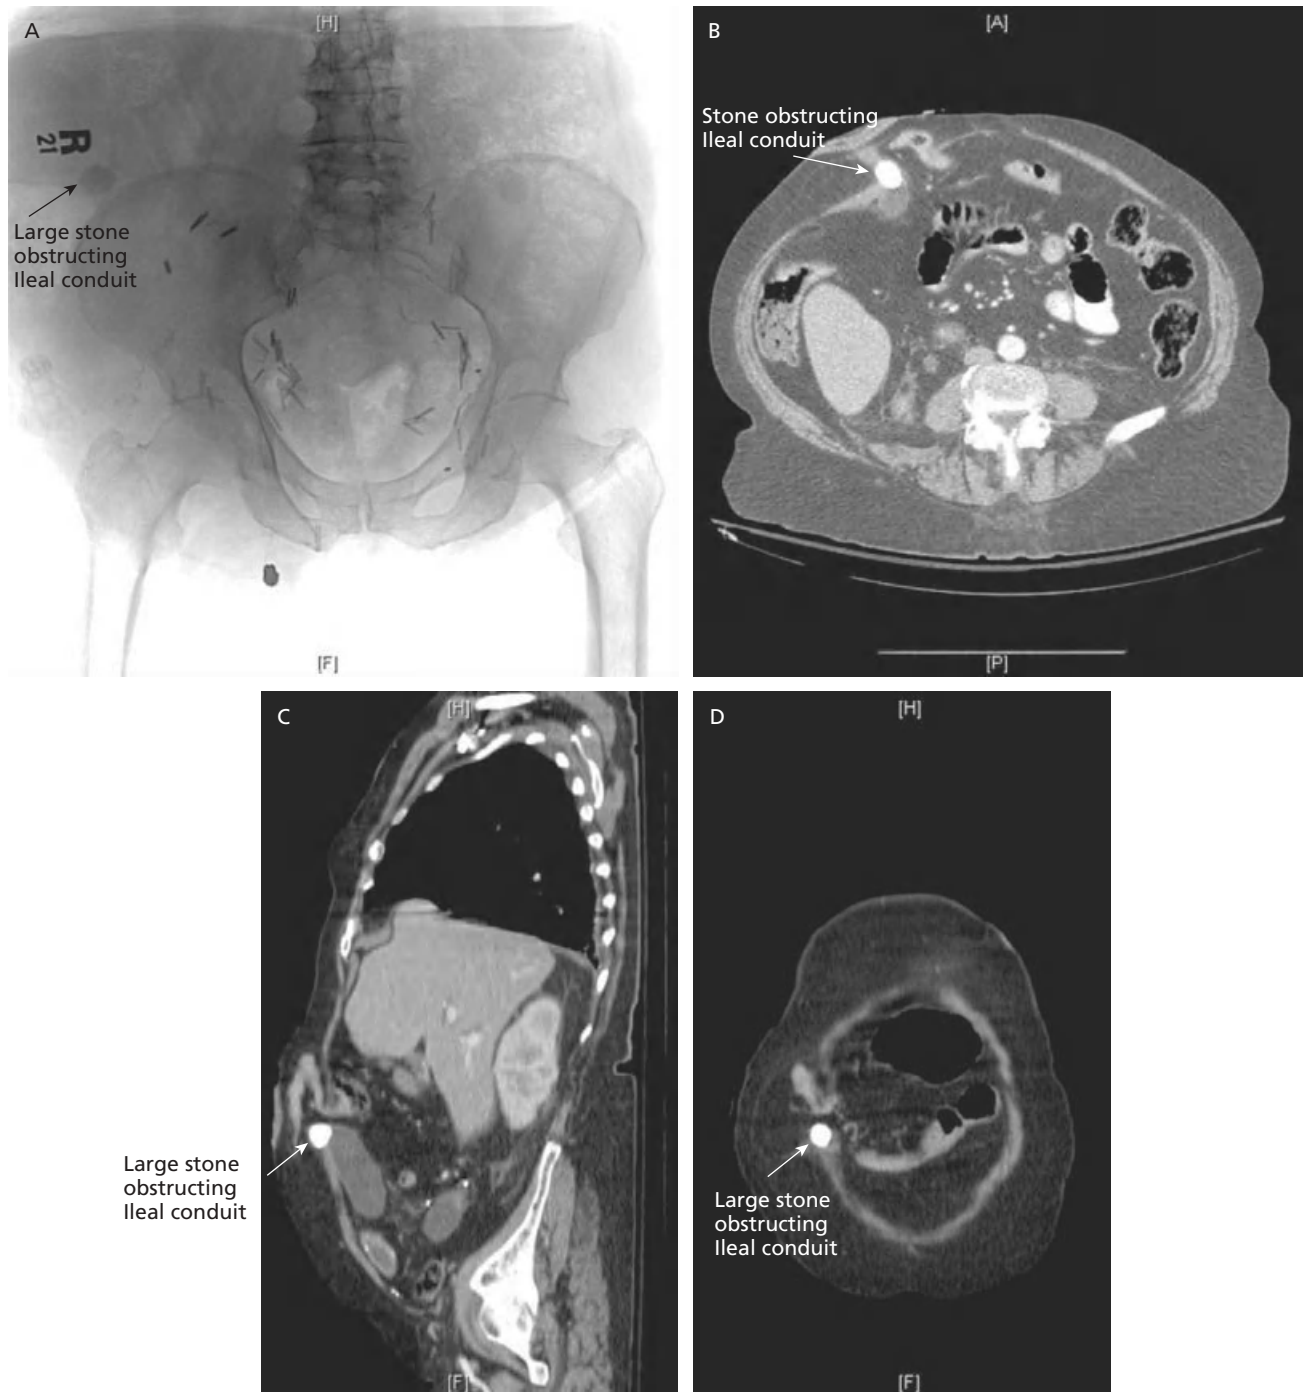 A
[H]
R
21
Large stone
obstructing
Ileal conduit
[F]
B
[A]
Stone obstructing
Ileal conduit
[P]
C
[H]
Large stone
obstructing
Ileal conduit
[F]
D
[H]
Large stone
obstructing
Ileal conduit
[F]